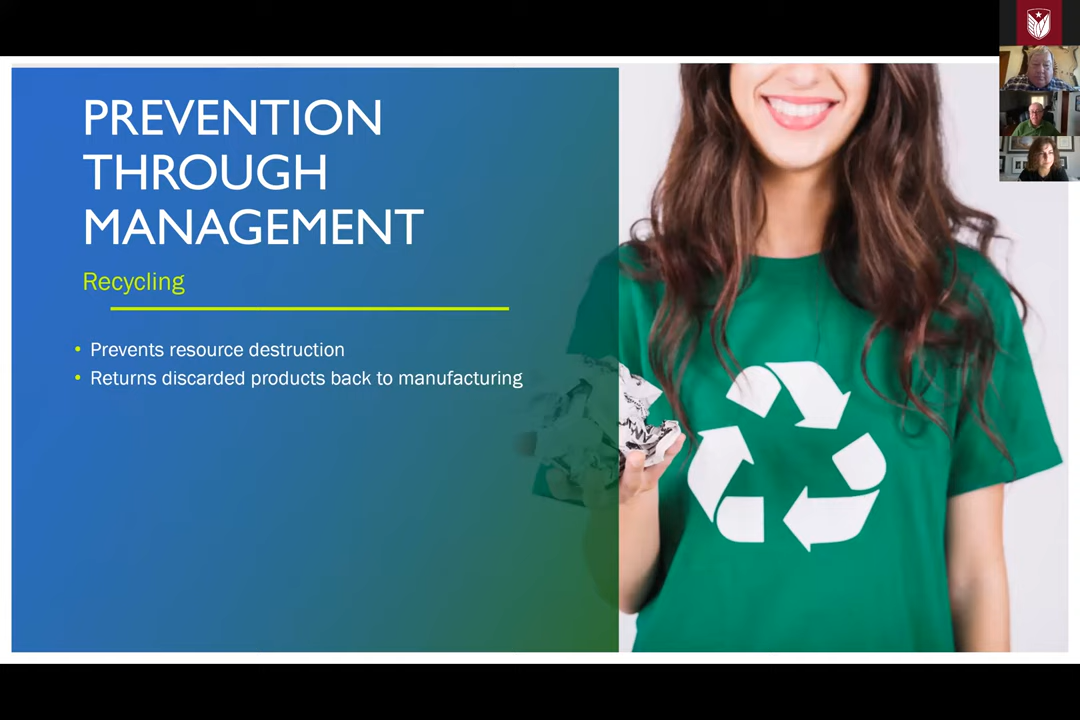 PREVENTION
THROUGH
MANAGEMENT
Recycling
• Prevents resource destruction
• Returns discarded products back to manufacturing